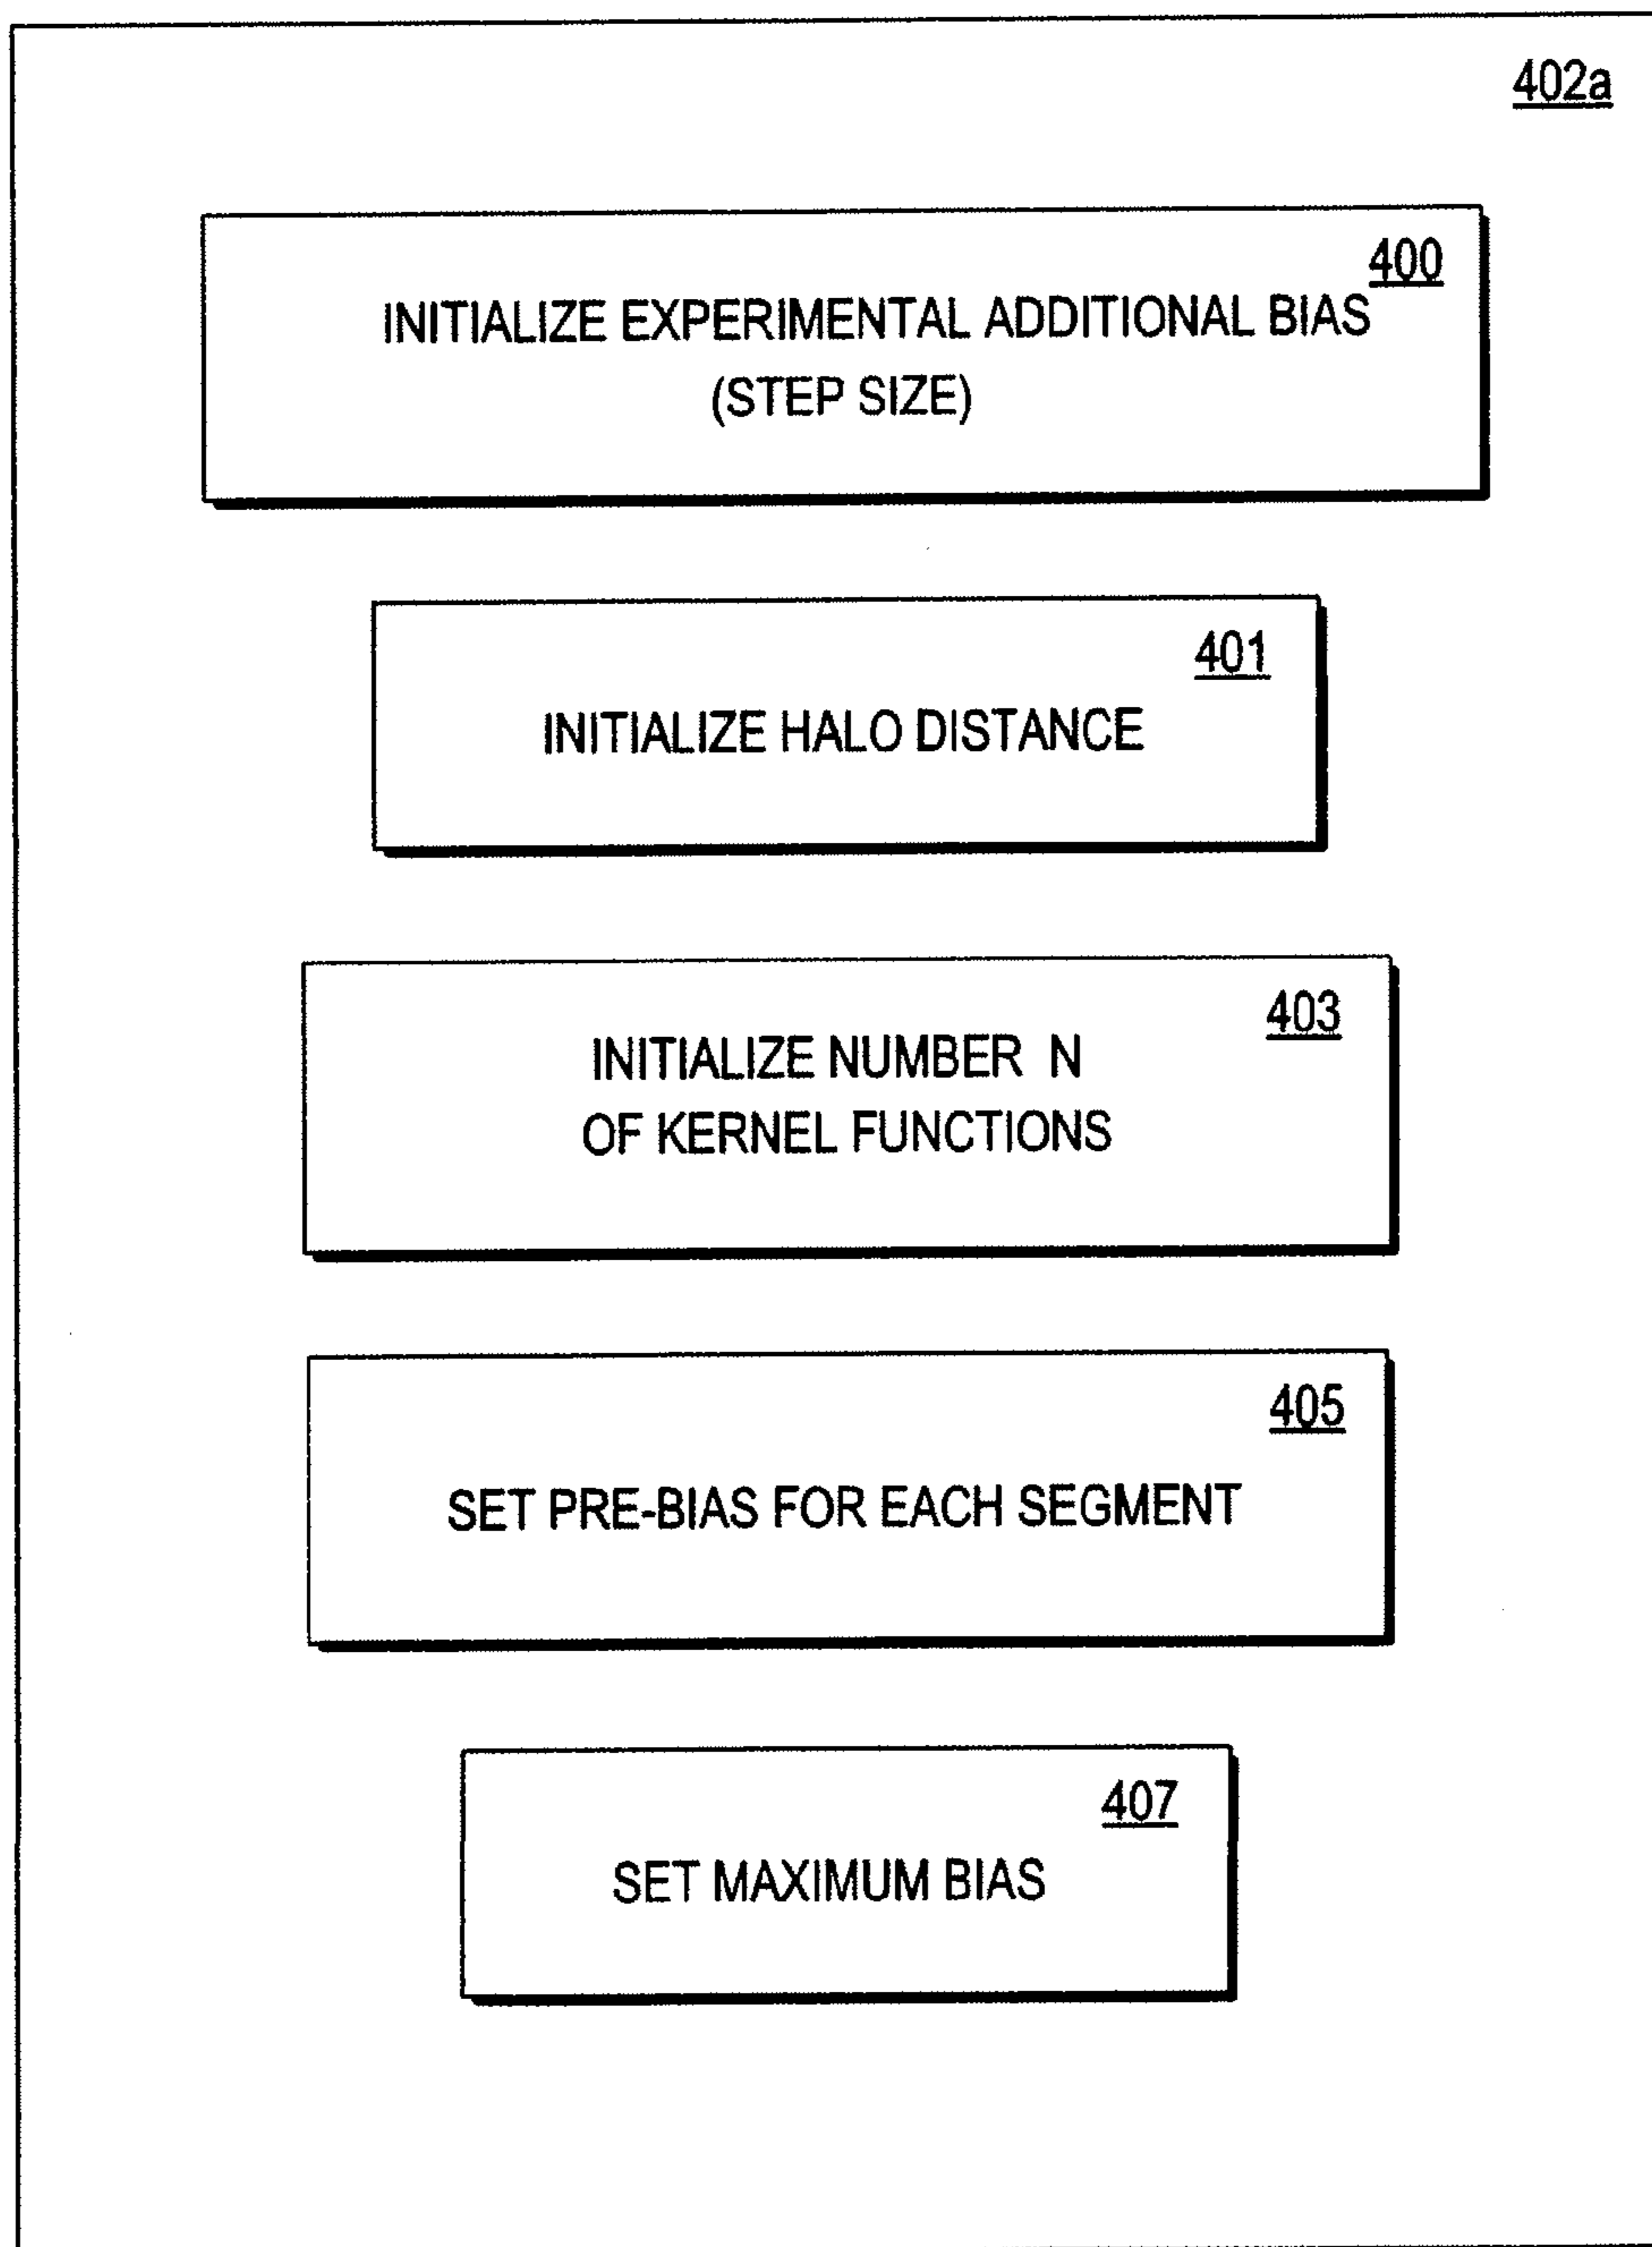 402a
400
INITIALIZE EXPERIMENTAL ADDITIONAL BIAS
(STEP SIZE)
401
INITIALIZE HALO DISTANCE
403
INITIALIZE NUMBER N
OF KERNEL FUNCTIONS
405
SET PRE-BIAS FOR EACH SEGMENT
407
SET MAXIMUM BIAS